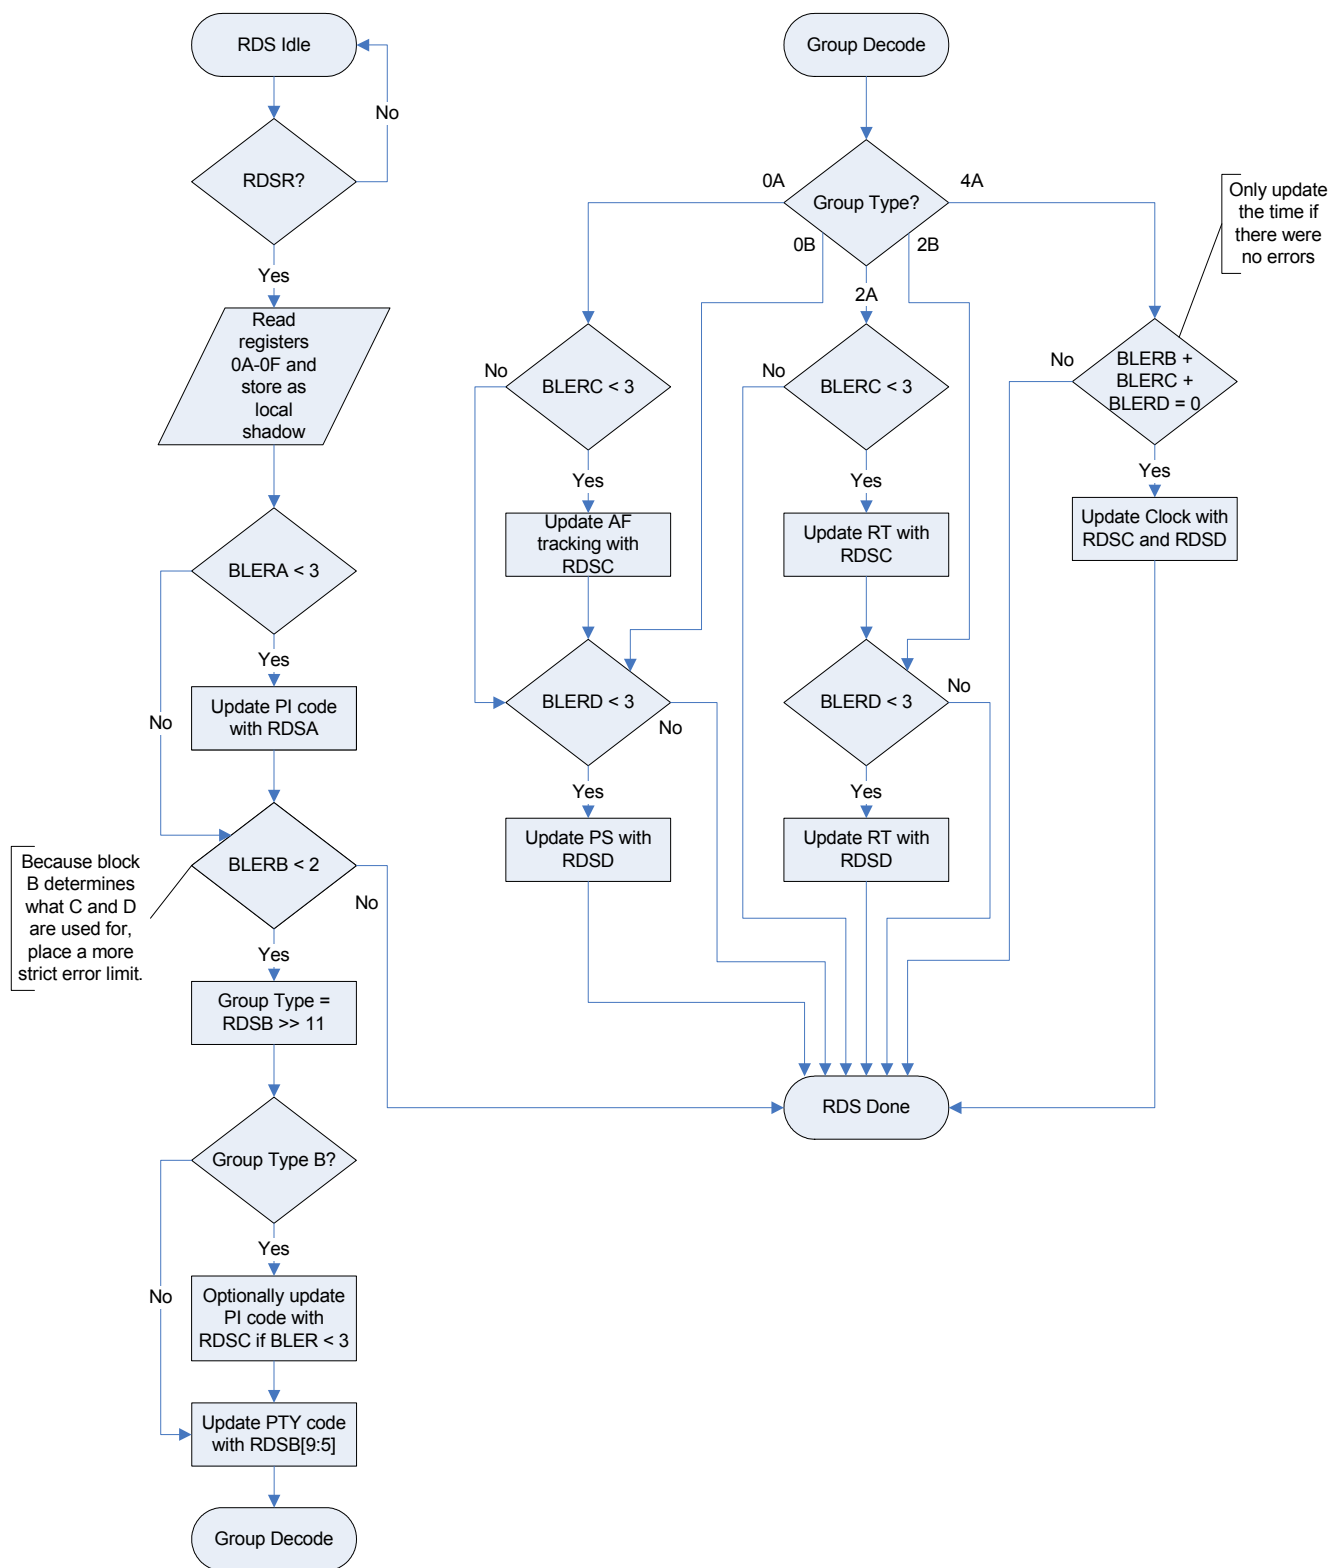 RDS Idle
No
RDSR?
Yes
Read
registers
0A-0F and
store as
local
shadow
BLERA < 3
Yes
No
Update PI code
with RDSA
BLERB < 2
No
Because block
B determines
what C and D
are used for,
place a more
strict error limit.
Yes
Group Type =
RDSB >> 11
Group Type B?
Yes
No
Optionally update
PI code with
RDSC if BLER < 3
Update PTY code
with RDSB[9:5]
Group Decode
Group Decode
Group Type?
0A
0B
2A
2B
4A
Only update
the time if
there were
no errors
No
BLERC < 3
Yes
Update AF
tracking with
RDSC
BLERD < 3
No
Yes
Update PS with
RDSD
No
BLERC < 3
Yes
Update RT with
RDSC
BLERD < 3
No
Yes
Update RT with
RDSD
No
BLERB +
BLERC +
BLERD = 0
Yes
Update Clock with
RDSC and RDSD
RDS Done